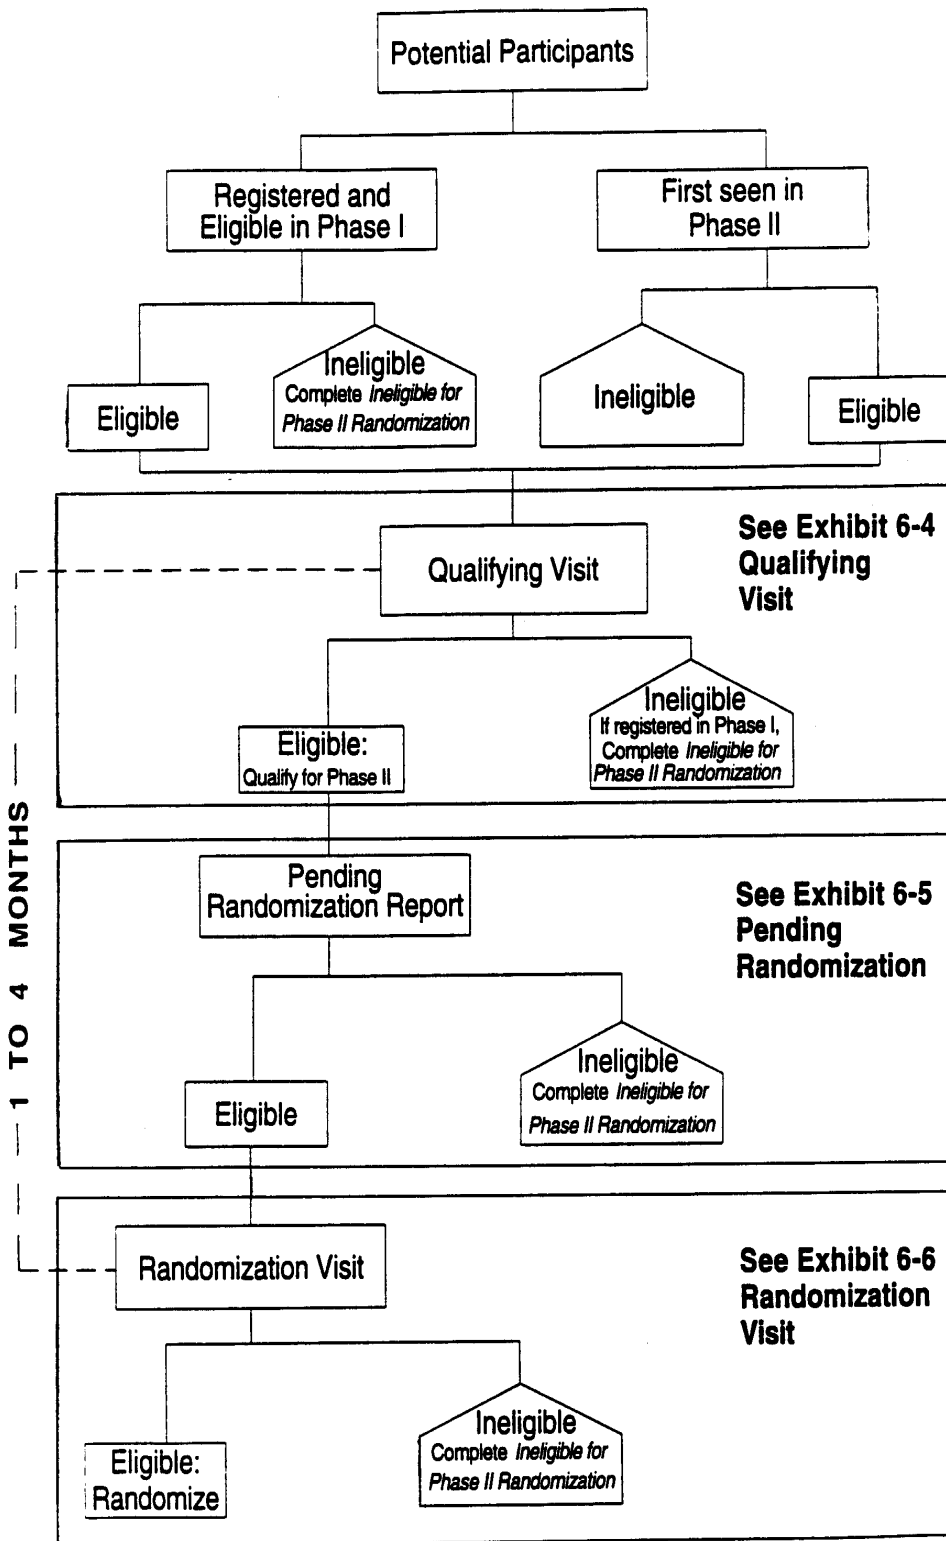 Potential Participants
Registered and
Eligible in Phase I
First seen in
Phase II
Eligible
Ineligible
Complete Ineligible for
Phase II Randomization
Ineligible
Eligible
See Exhibit 6-4
Qualifying
Visit
Qualifying Visit
Eligible:
Qualify for Phase II
Ineligible
If registered in Phase I,
Complete Ineligible for
Phase II Randomization
1 TO 4 MONTHS
Pending
Randomization Report
See Exhibit 6-5
Pending
Randomization
Eligible
Ineligible
Complete Ineligible for
Phase II Randomization
Randomization Visit
See Exhibit 6-6
Randomization
Visit
Eligible:
Randomize
Ineligible
Complete Ineligible for
Phase II Randomization